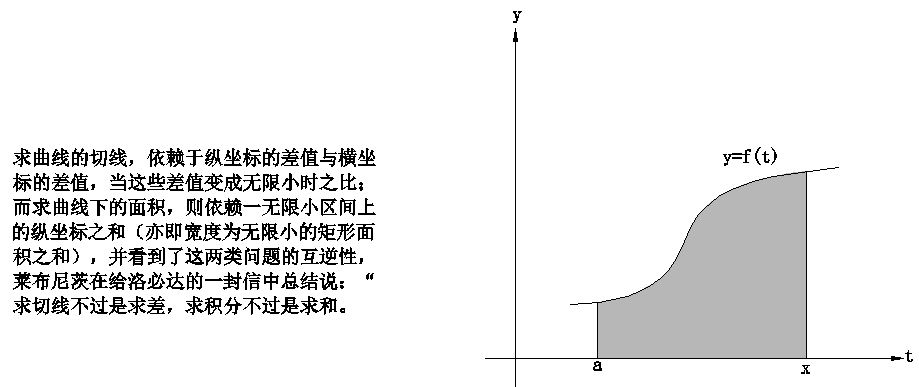 求曲线的切线，依赖于纵坐标的差值与横坐
标的差值，当这些差值变成无限小时之比；
而求曲线下的面积，则依赖一无限小区间上
的纵坐标之和（亦即宽度为无限小的矩形面
积之和），并看到了这两类问题的互逆性，
莱布尼茨在给洛必达的一封信中总结说：“
求切线不过是求差，求积分不过是求和。
y
y=f(t)
a
x
t